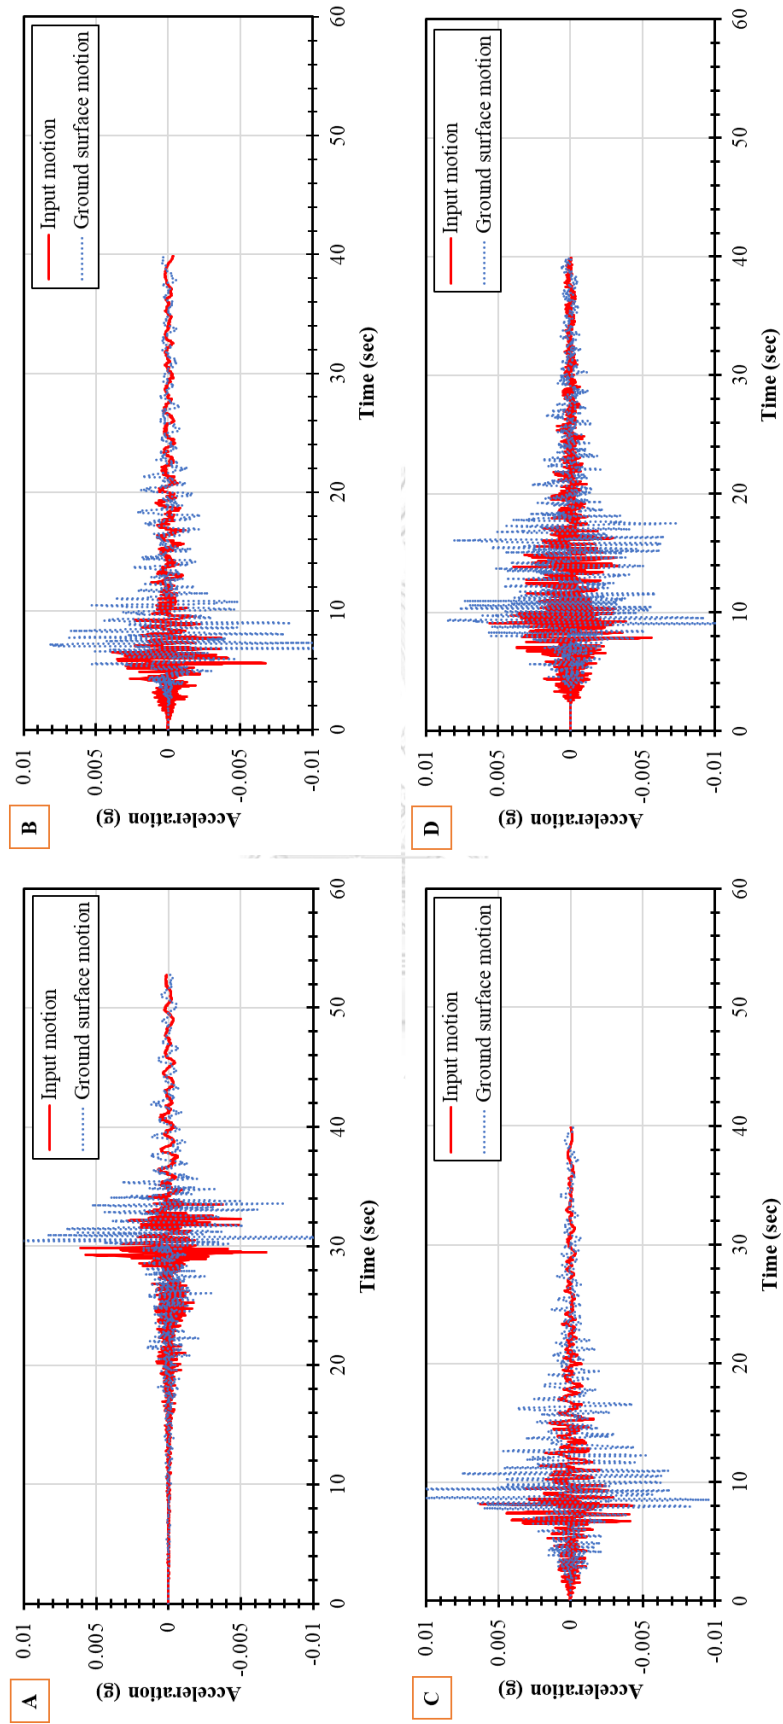 A
Acceleration (g)
0.01
0.005
0
-0.005
-0.01
Input motion
Ground surface motion
0 10 20 30 40 50 60
Time (sec)
B
Acceleration (g)
0.01
0.005
0
-0.005
-0.01
Input motion
Ground surface motion
0 10 20 30 40 50 60
Time (sec)
C
Acceleration (g)
0.01
0.005
0
-0.005
-0.01
Input motion
Ground surface motion
0 10 20 30 40 50 60
Time (sec)
D
Acceleration (g)
0.01
0.005
0
-0.005
-0.01
Input motion
Ground surface motion
0 10 20 30 40 50 60
Time (sec)